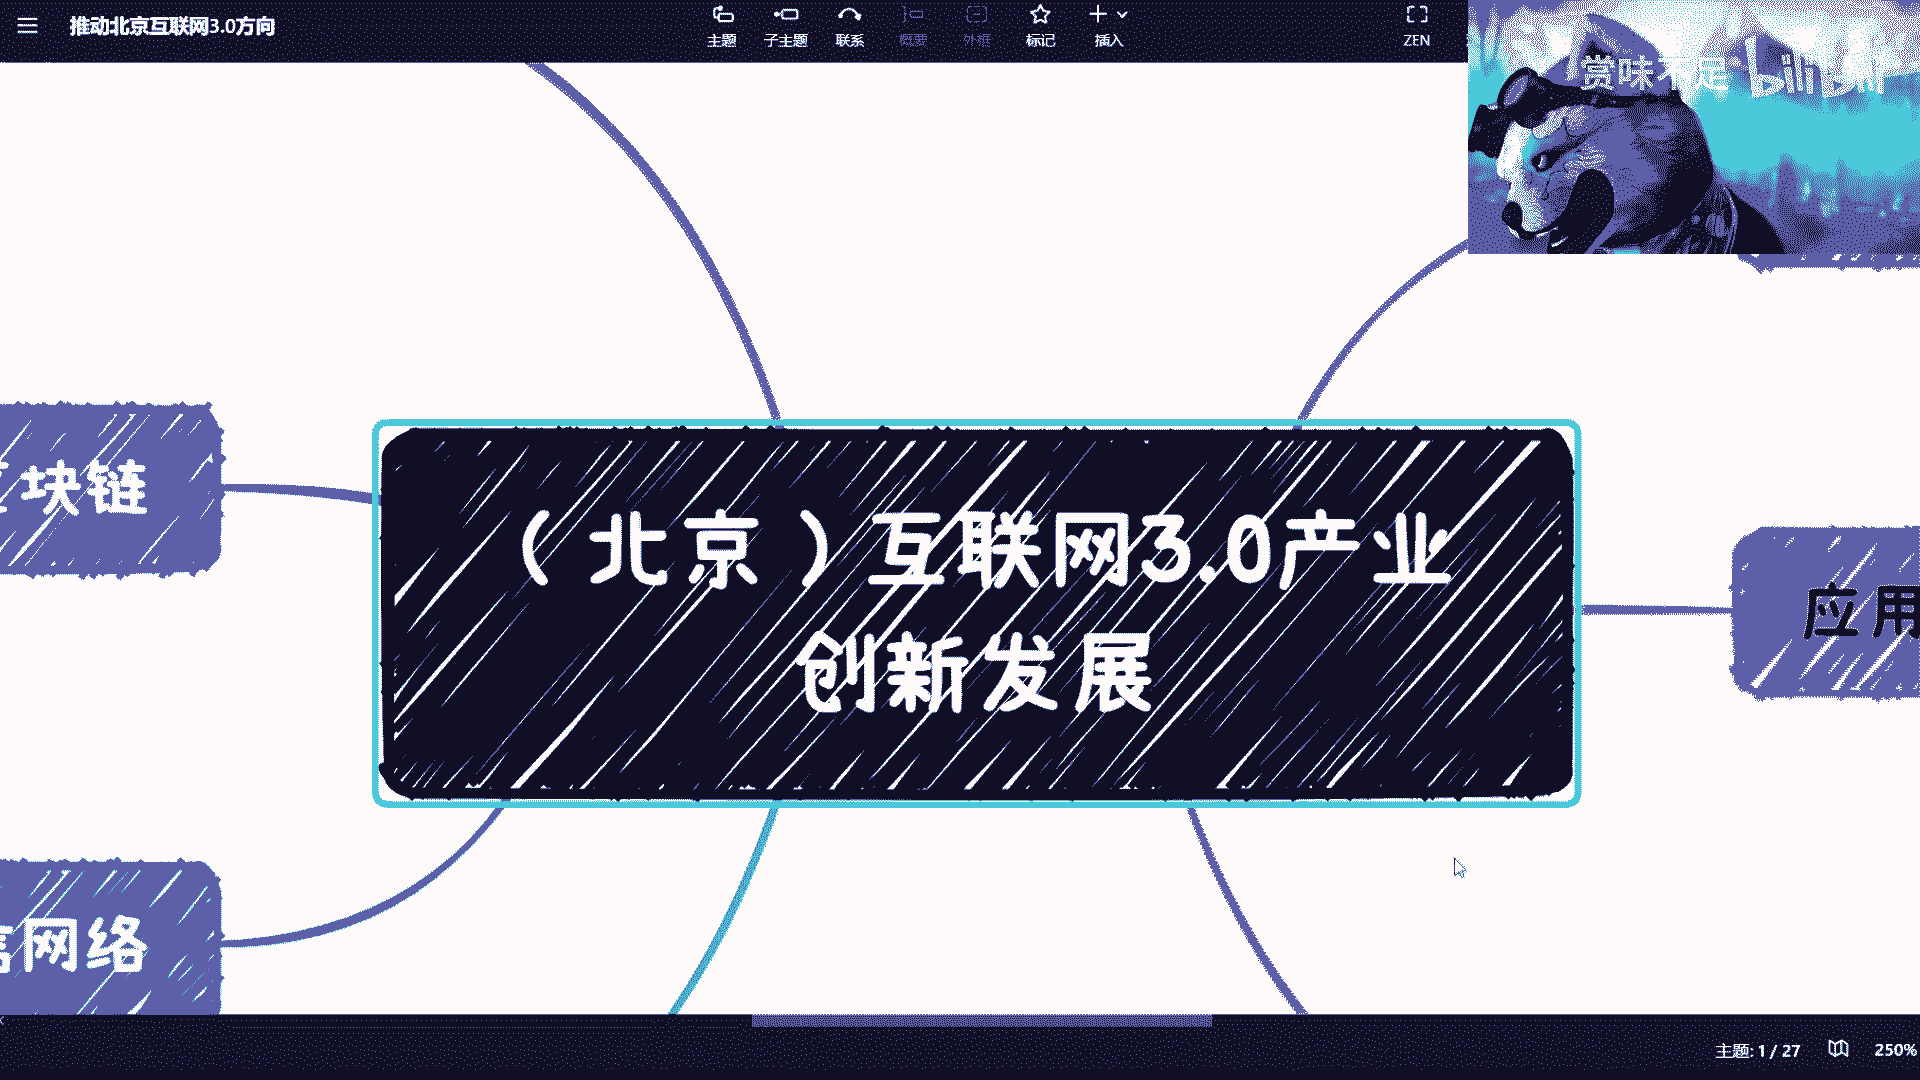 推动北京互联网3.0方向
主题
子主题
联系
概要
外框
标记
插入
ZEN
赏味不足 bilibili
块链
（北京）互联网3.0产业
创新发展
应用
网络
主题: 1 / 27
250%